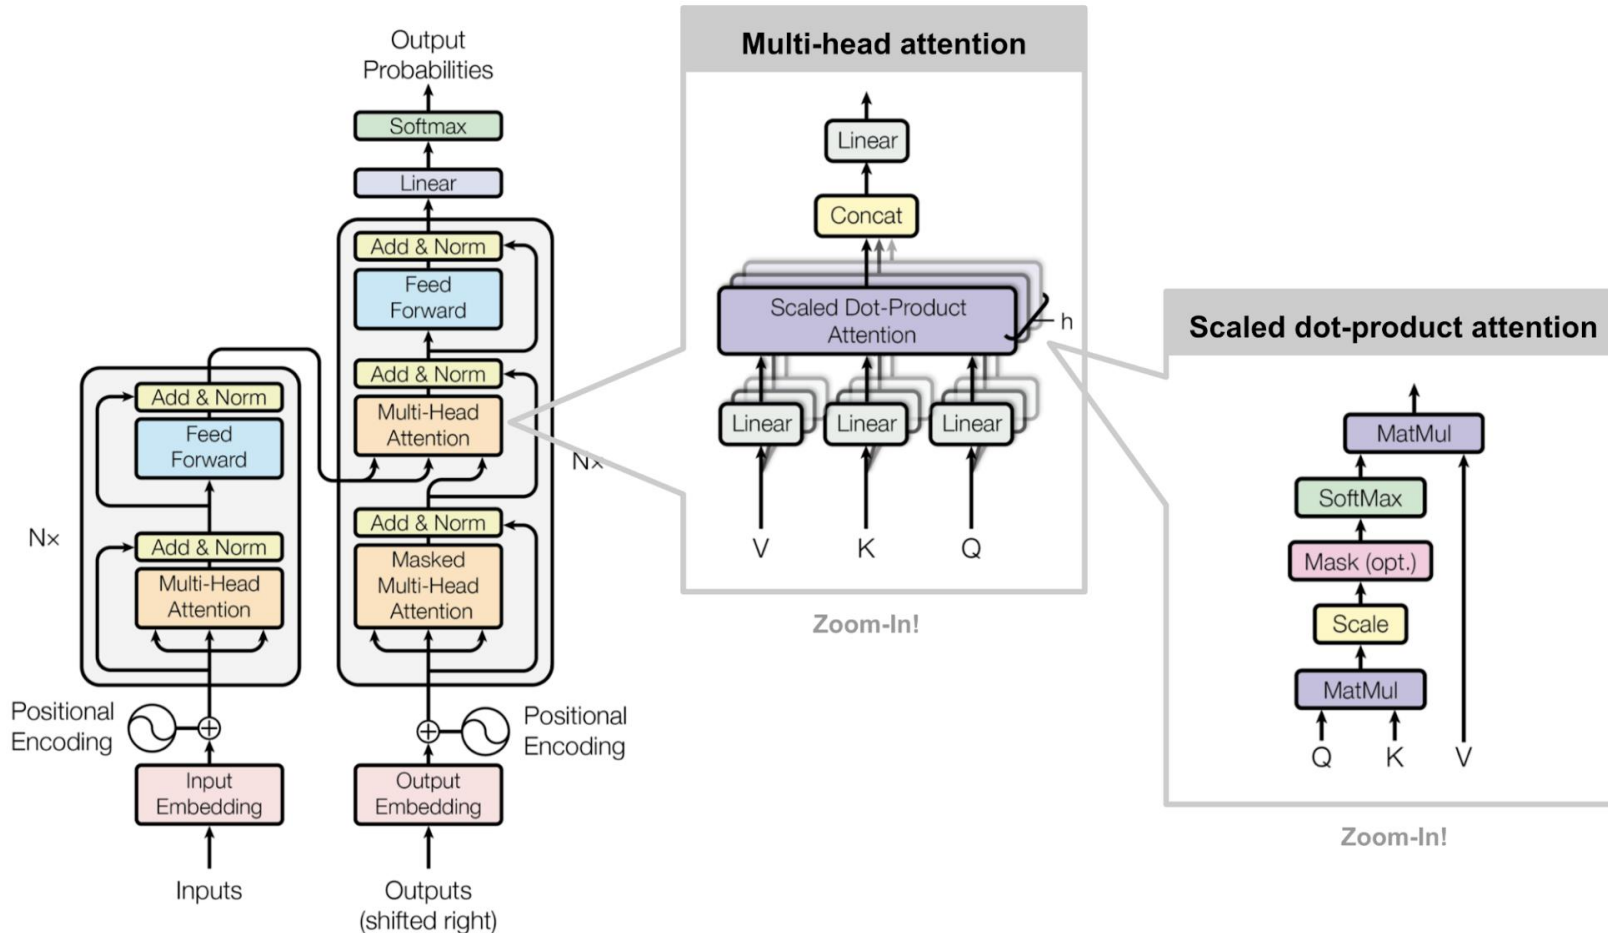 Output
Probabilities
Softmax
Linear
Add & Norm
Feed
Forward
Add & Norm
Multi-Head
Attention
Add & Norm
Masked
Multi-Head
Attention
Nx
Positional
Encoding
Output
Embedding
Outputs
(shifted right)
Add & Norm
Feed
Forward
Add & Norm
Multi-Head
Attention
Nx
Positional
Encoding
Input
Embedding
Inputs
Multi-head attention
Linear
Concat
Scaled Dot-Product
Attention
h
Linear Linear Linear
V K Q
Zoom-In!
Scaled dot-product attention
MatMul
SoftMax
Mask (opt.)
Scale
MatMul
Q K V
Zoom-In!